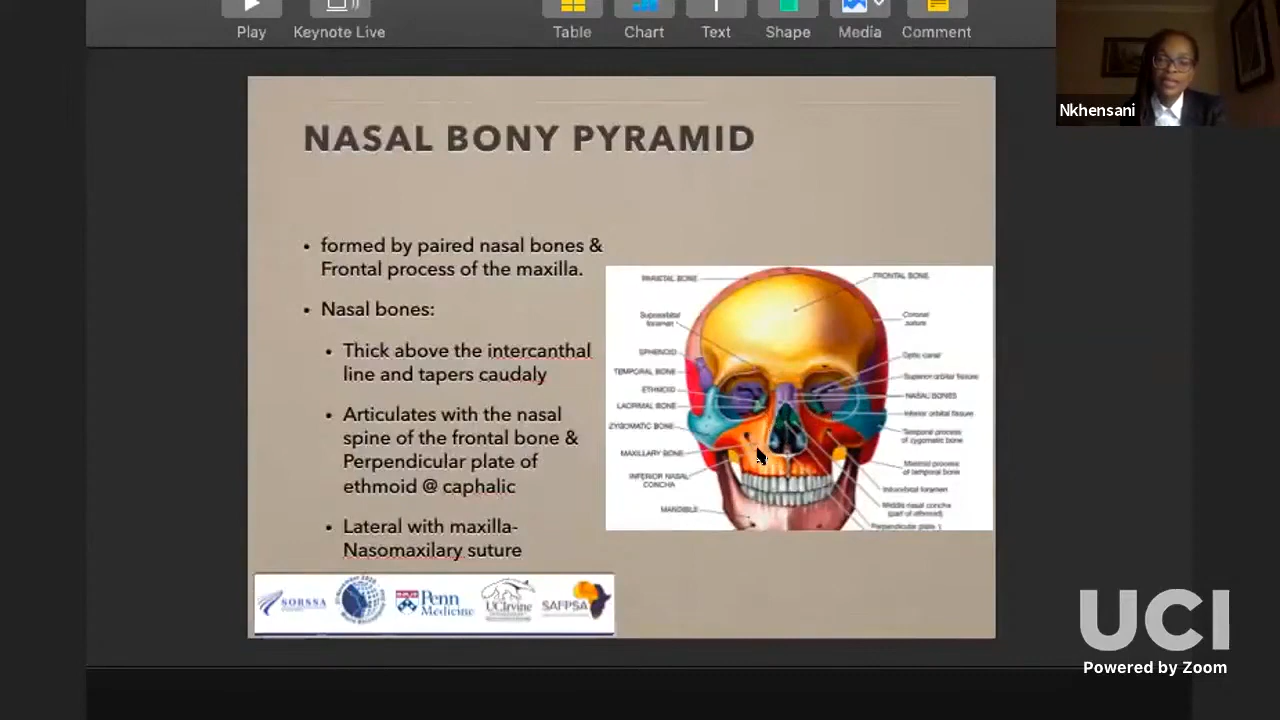 Play
Keynote Live
Table
Chart
Text
Shape
Media
Comment
Nkhensani
NASAL BONY PYRAMID
• formed by paired nasal bones &
Frontal process of the maxilla.
• Nasal bones:
• Thick above the intercanthal
line and tapers caudaly
• Articulates with the nasal
spine of the frontal bone &
Perpendicular plate of
ethmoid @ caphalic
• Lateral with maxilla-
Nasomaxilary suture
PARIETAL BONE
Supraorbital
foramen
SPHENOID
TEMPORAL BONE
ETHMOID
LACRIMAL BONE
ZYGOMATIC BONE
MAXILLARY BONE
INFERIOR NASAL
CONCHA
MANDIBLE
FRONTAL BONE
Coronal
suture
Optic canal
Superior orbital fissure
NASAL BONES
Inferior orbital fissure
Temporal process
of zygomatic bone
Mastoid process
of temporal bone
Infraorbital foramen
Middle nasal concha
(part of ethmoid)
Perpendicular plate
SORSSA
Penn
Medicine
UCIrvine
SAFPSA
UCI
Powered by Zoom